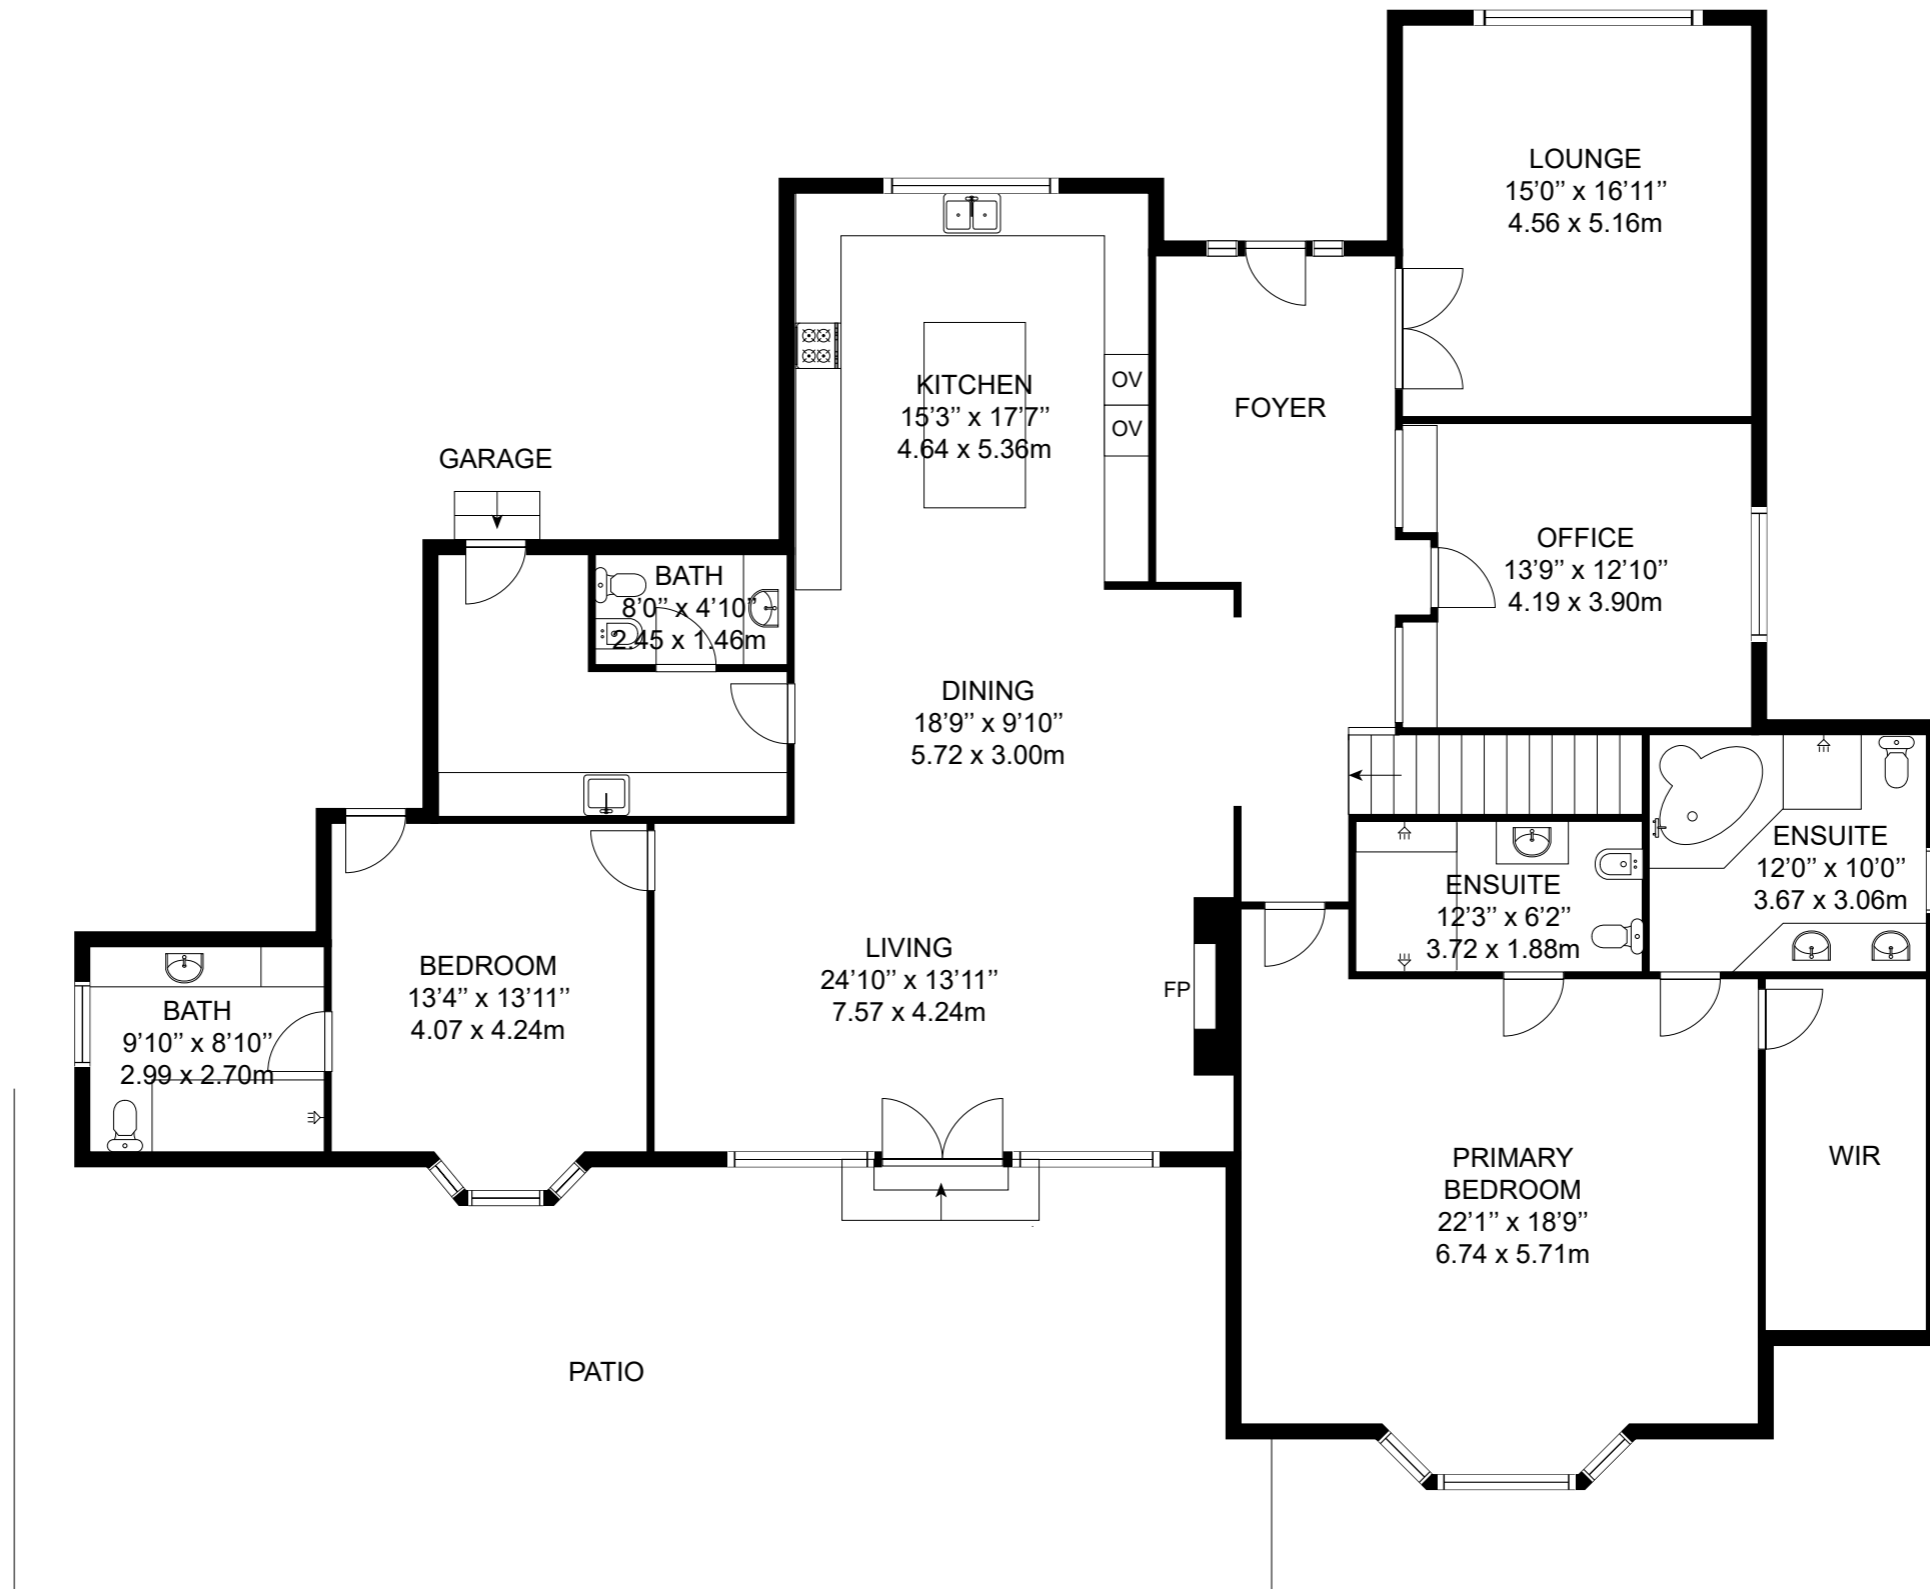 LOUNGE
15’0’’ x 16’11’’
4.56 x 5.16m
KITCHEN
15’3’’ x 17’7’’
4.64 x 5.36m
OV
OV
FOYER
GARAGE
OFFICE
13’9’’ x 12’10’’
4.19 x 3.90m
BATH
8’0’’ x 4’10’’
2.45 x 1.46m
DINING
18’9’’ x 9’10’’
5.72 x 3.00m
ENSUITE
12’0’’ x 10’0’’
3.67 x 3.06m
ENSUITE
12’3’’ x 6’2’’
3.72 x 1.88m
LIVING
24’10’’ x 13’11’’
7.57 x 4.24m
FP
BEDROOM
13’4’’ x 13’11’’
4.07 x 4.24m
BATH
9’10’’ x 8’10’’
2.99 x 2.70m
PRIMARY
BEDROOM
22’1’’ x 18’9’’
6.74 x 5.71m
WIR
PATIO